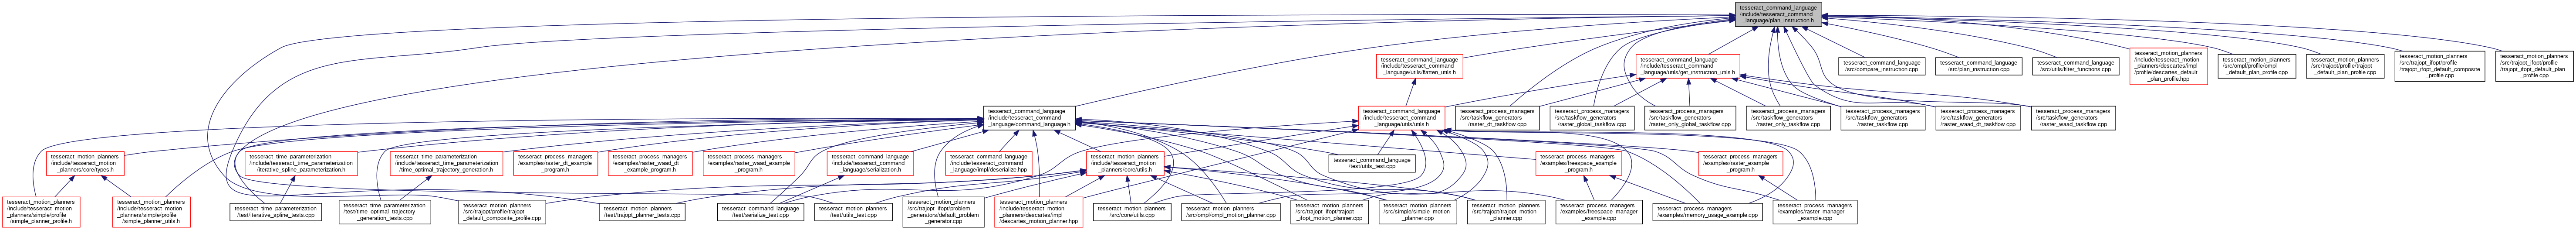 tesseract_command_language
/include/tesseract_command
_language/plan_instruction.h
tesseract_command_language
/include/tesseract_command
_language/utils/flatten_utils.h
tesseract_command_language
/include/tesseract_command
_language/utils/get_instruction_utils.h
tesseract_command_language
/src/compare_instruction.cpp
tesseract_command_language
/src/plan_instruction.cpp
tesseract_command_language
/src/utils/filter_functions.cpp
tesseract_motion_planners
/include/tesseract_motion
_planners/descartes/impl
/profile/descartes_default
_plan_profile.hpp
tesseract_motion_planners
/src/ompl/profile/ompl
_default_plan_profile.cpp
tesseract_motion_planners
/src/trajopt/profile/trajopt
_default_plan_profile.cpp
tesseract_motion_planners
/src/trajopt_ifopt/profile
/trajopt_ifopt_default_composite
_profile.cpp
tesseract_motion_planners
/src/trajopt_ifopt/profile
/trajopt_ifopt_default_plan
_profile.cpp
tesseract_command_language
/include/tesseract_command
_language/command_language.h
tesseract_command_language
/include/tesseract_command
_language/utils/utils.h
tesseract_process_managers
/src/taskflow_generators
/raster_dt_taskflow.cpp
tesseract_process_managers
/src/taskflow_generators
/raster_global_taskflow.cpp
tesseract_process_managers
/src/taskflow_generators
/raster_only_global_taskflow.cpp
tesseract_process_managers
/src/taskflow_generators
/raster_only_taskflow.cpp
tesseract_process_managers
/src/taskflow_generators
/raster_taskflow.cpp
tesseract_process_managers
/src/taskflow_generators
/raster_waad_dt_taskflow.cpp
tesseract_process_managers
/src/taskflow_generators
/raster_waad_taskflow.cpp
tesseract_motion_planners
/include/tesseract_motion
_planners/core/types.h
tesseract_time_parameterization
/include/tesseract_time_parameterization
/iterative_spline_parameterization.h
tesseract_time_parameterization
/include/tesseract_time_parameterization
/time_optimal_trajectory_generation.h
tesseract_process_managers
/examples/raster_dt_example
_program.h
tesseract_process_managers
/examples/raster_waad_dt
_example_program.h
tesseract_process_managers
/examples/raster_waad_example
_program.h
tesseract_command_language
/include/tesseract_command
_language/serialization.h
tesseract_command_language
/include/tesseract_command
_language/impl/deserialize.hpp
tesseract_motion_planners
/include/tesseract_motion
_planners/core/utils.h
tesseract_command_language
/test/utils_test.cpp
tesseract_process_managers
/examples/freespace_example
_program.h
tesseract_process_managers
/examples/raster_example
_program.h
tesseract_motion_planners
/include/tesseract_motion
_planners/simple/profile
/simple_planner_profile.h
tesseract_motion_planners
/include/tesseract_motion
_planners/simple/profile
/simple_planner_utils.h
tesseract_time_parameterization
/test/iterative_spline_tests.cpp
tesseract_time_parameterization
/test/time_optimal_trajectory
_generation_tests.cpp
tesseract_motion_planners
/src/trajopt/profile/trajopt
_default_composite_profile.cpp
tesseract_motion_planners
/test/trajopt_planner_tests.cpp
tesseract_command_language
/test/serialize_test.cpp
tesseract_motion_planners
/test/utils_test.cpp
tesseract_motion_planners
/src/trajopt_ifopt/problem
_generators/default_problem
_generator.cpp
tesseract_motion_planners
/include/tesseract_motion
_planners/descartes/impl
/descartes_motion_planner.hpp
tesseract_motion_planners
/src/core/utils.cpp
tesseract_motion_planners
/src/ompl/ompl_motion_planner.cpp
tesseract_motion_planners
/src/trajopt_ifopt/trajopt
_ifopt_motion_planner.cpp
tesseract_motion_planners
/src/simple/simple_motion
_planner.cpp
tesseract_motion_planners
/src/trajopt/trajopt_motion
_planner.cpp
tesseract_process_managers
/examples/freespace_manager
_example.cpp
tesseract_process_managers
/examples/memory_usage_example.cpp
tesseract_process_managers
/examples/raster_manager
_example.cpp